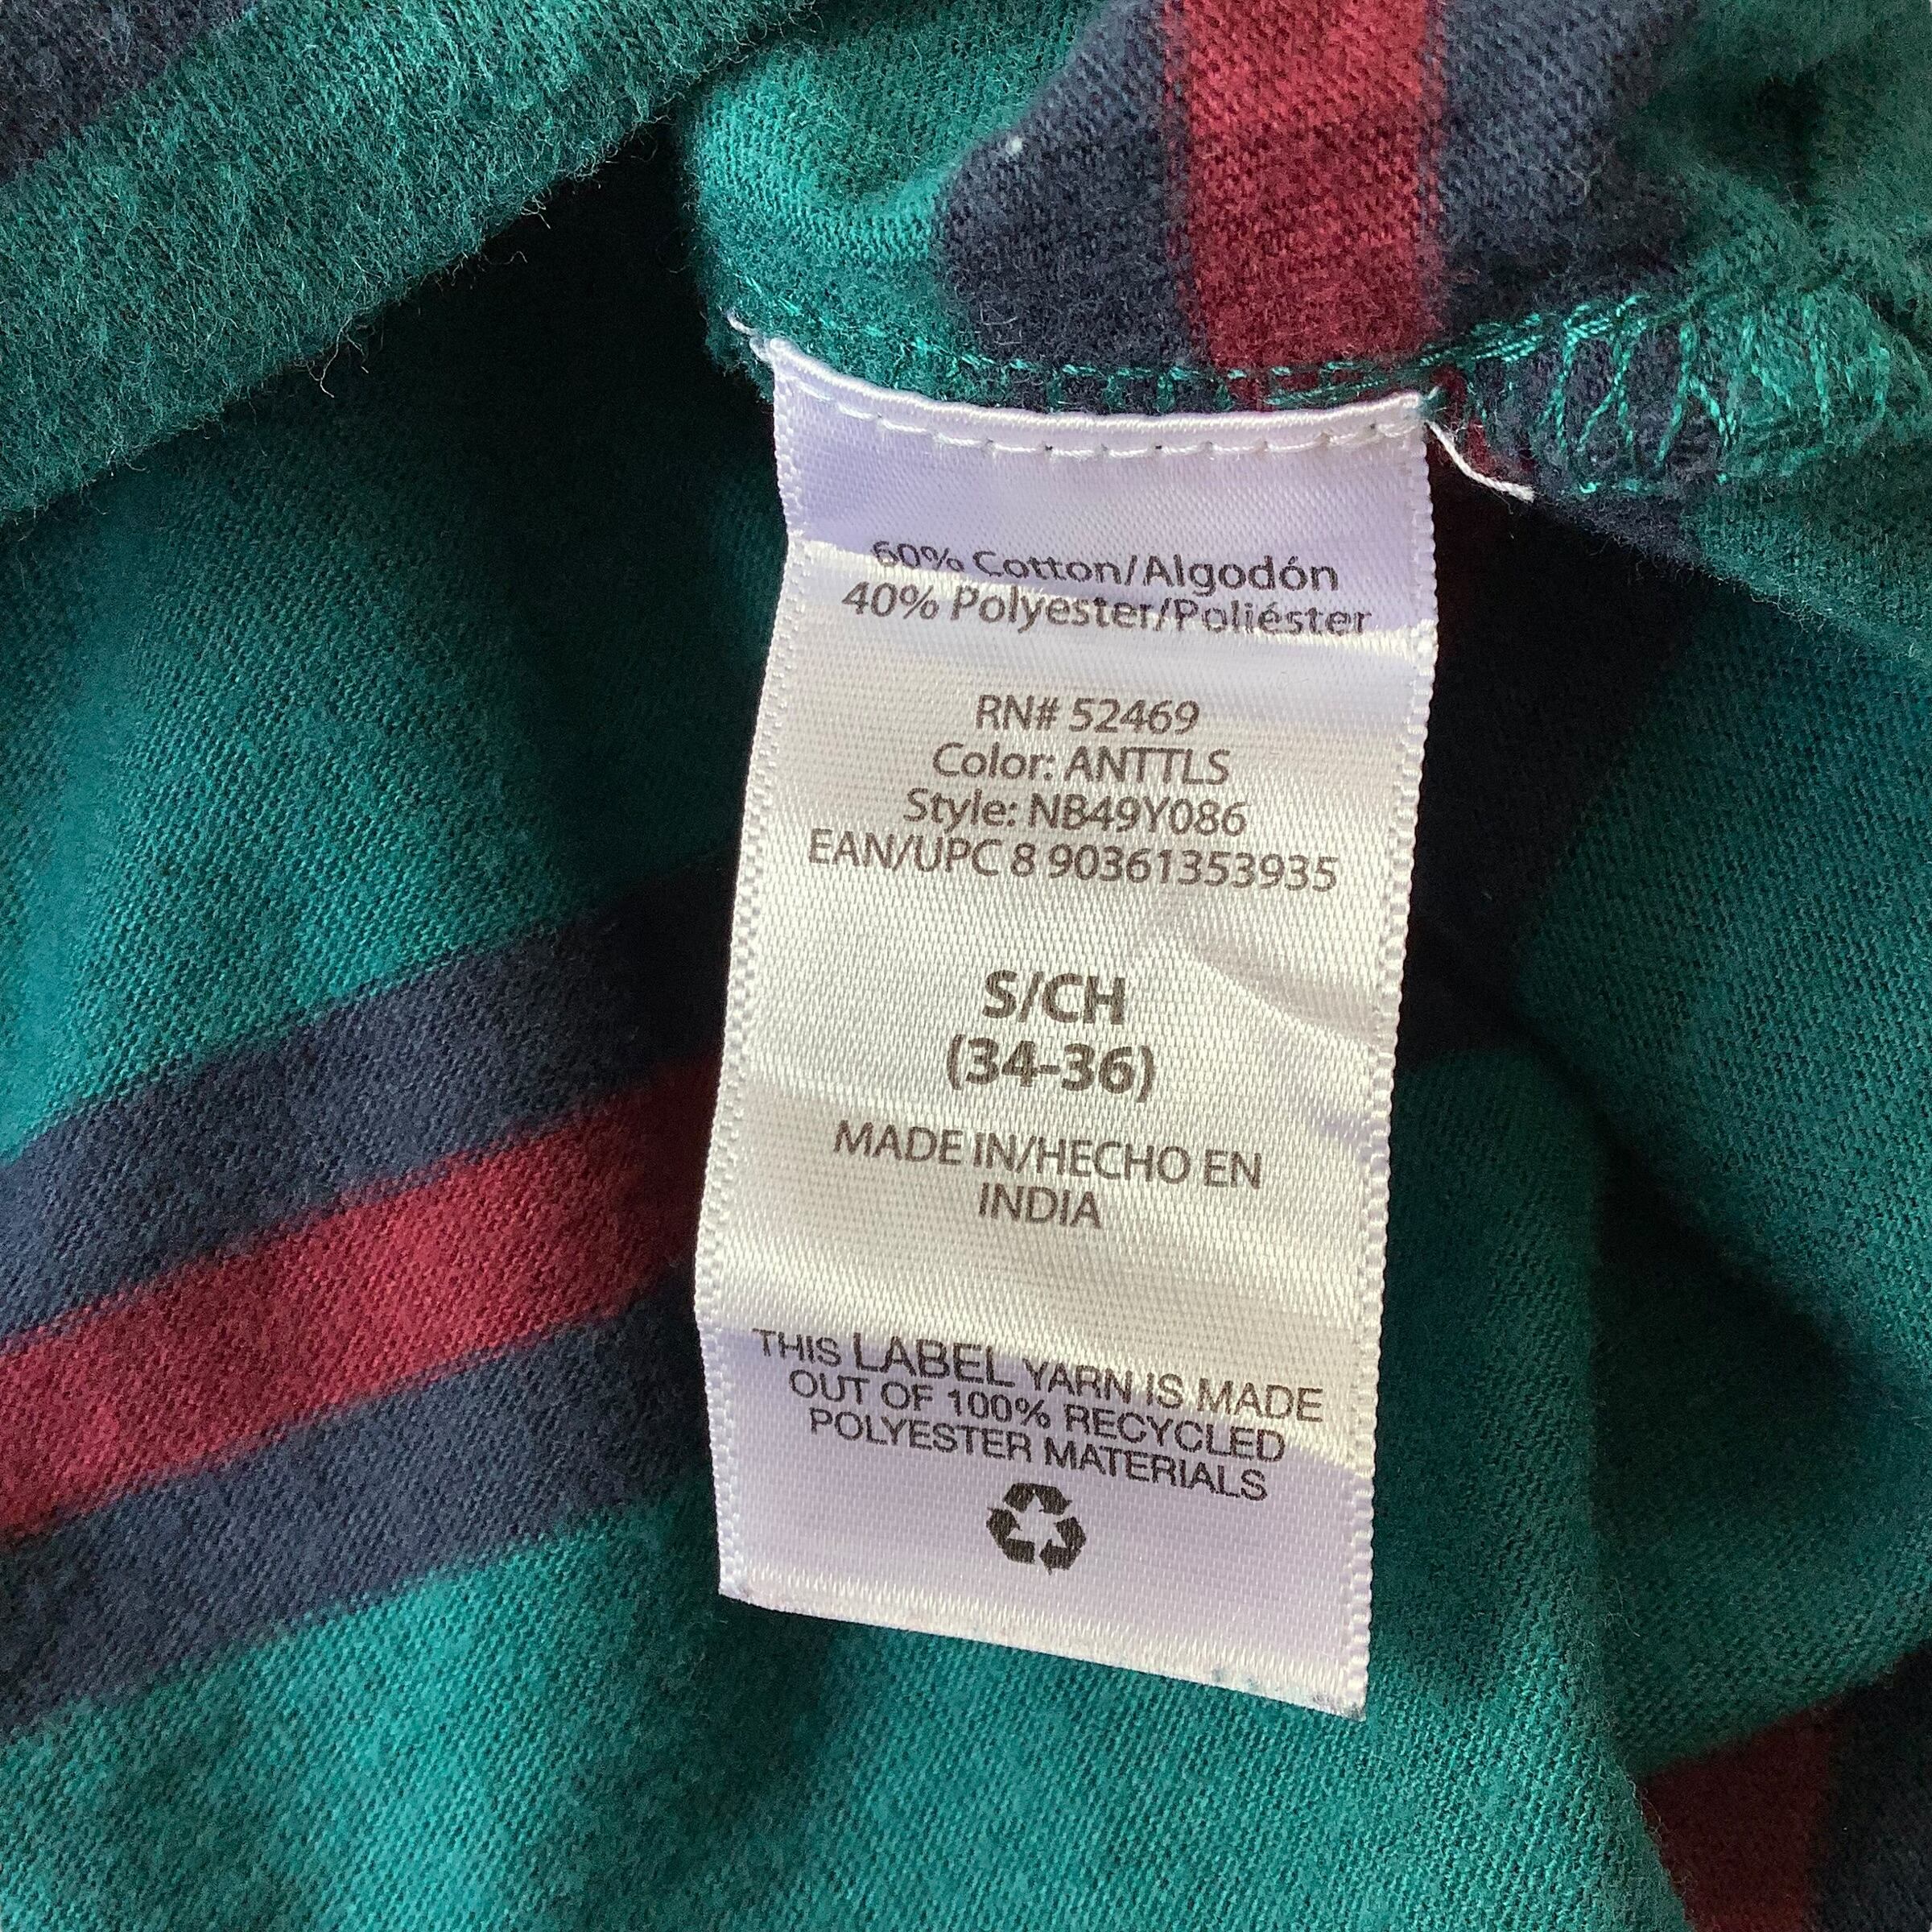 60% Cotton/Algodón
40% Polyester/Poliéster
RN# 52469
Color: ANTTLS
Style: NB49Y086
EAN/UPC 8 90361353935
S/CH
(34-36)
MADE IN/HECHO EN
INDIA
THIS LABEL YARN IS MADE
OUT OF 100% RECYCLED
POLYESTER MATERIALS